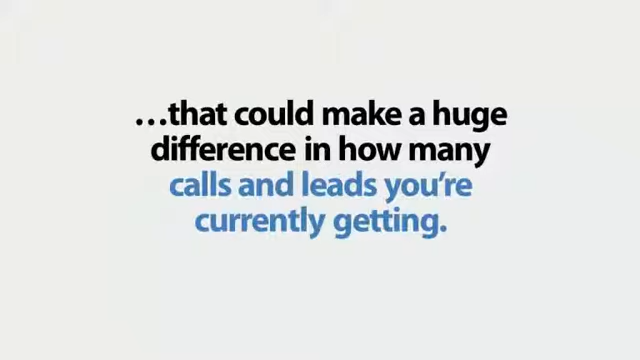 …that could make a huge
difference in how many
calls and leads you're
currently getting.